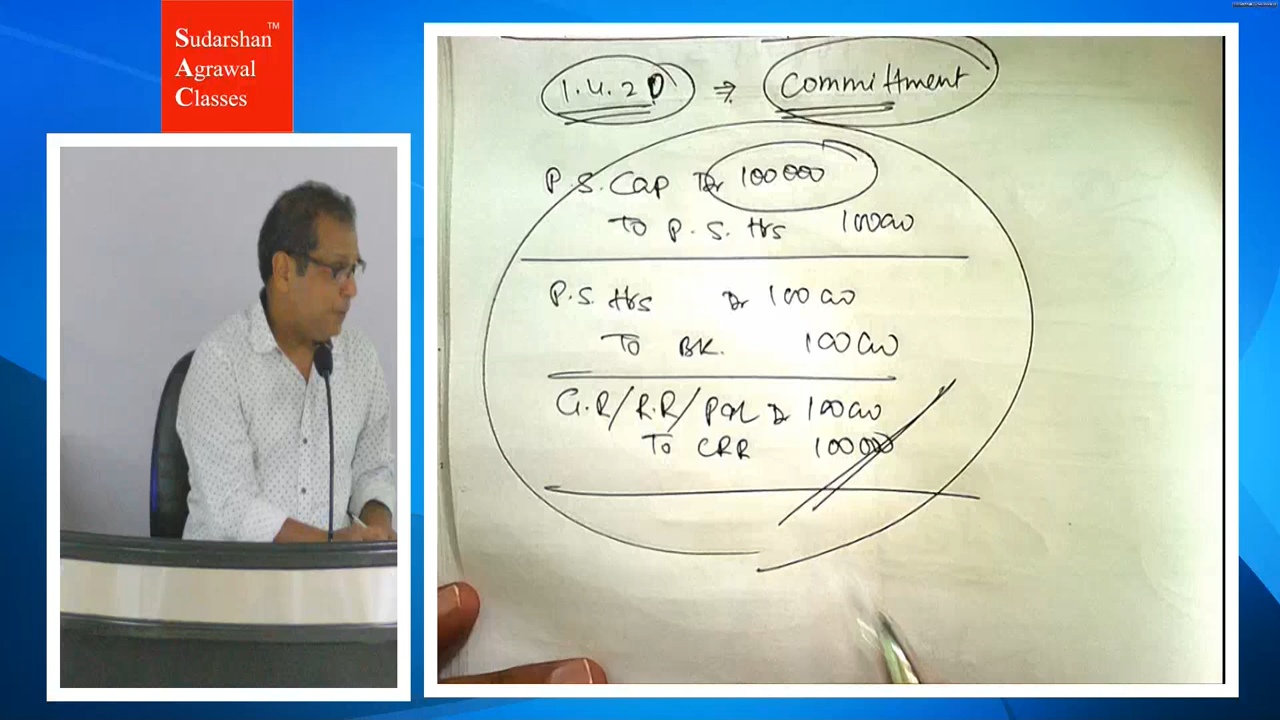 Sudarshan™
Agrawal
Classes
1.4.20 ⇒ Committment
P.S. Cap Dr 100000
To P.S. Hrs 100000
P.S. Hrs Dr 100000
To BK. 100000
G.R/R.R/P&L Dr 100000
To CRR 100000